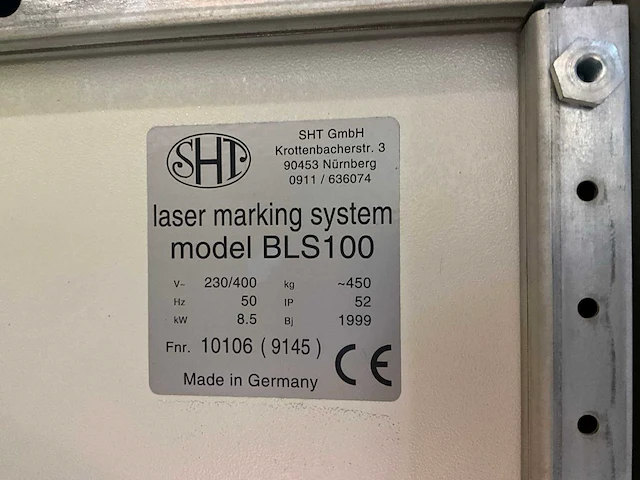 SHT
SHT GmbH
Krottenbacherstr. 3
90453 Nürnberg
0911 / 636074
laser marking system
model BLS100
V~ 230/400 kg ~450
Hz 50 IP 52
kW 8.5 Bj 1999
Fnr. 10106 ( 9145 )
CE
Made in Germany